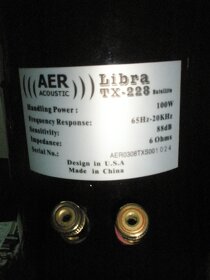 AER
ACOUSTIC
Libra
TX-228 Satellite
Handling Power : 100W
Frequency Response: 65Hz-20KHz
Sensitivity: 88dB
Impedance: 6 Ohms
Serial No.: AER0308TXS001024
Design in U.S.A
Made in China